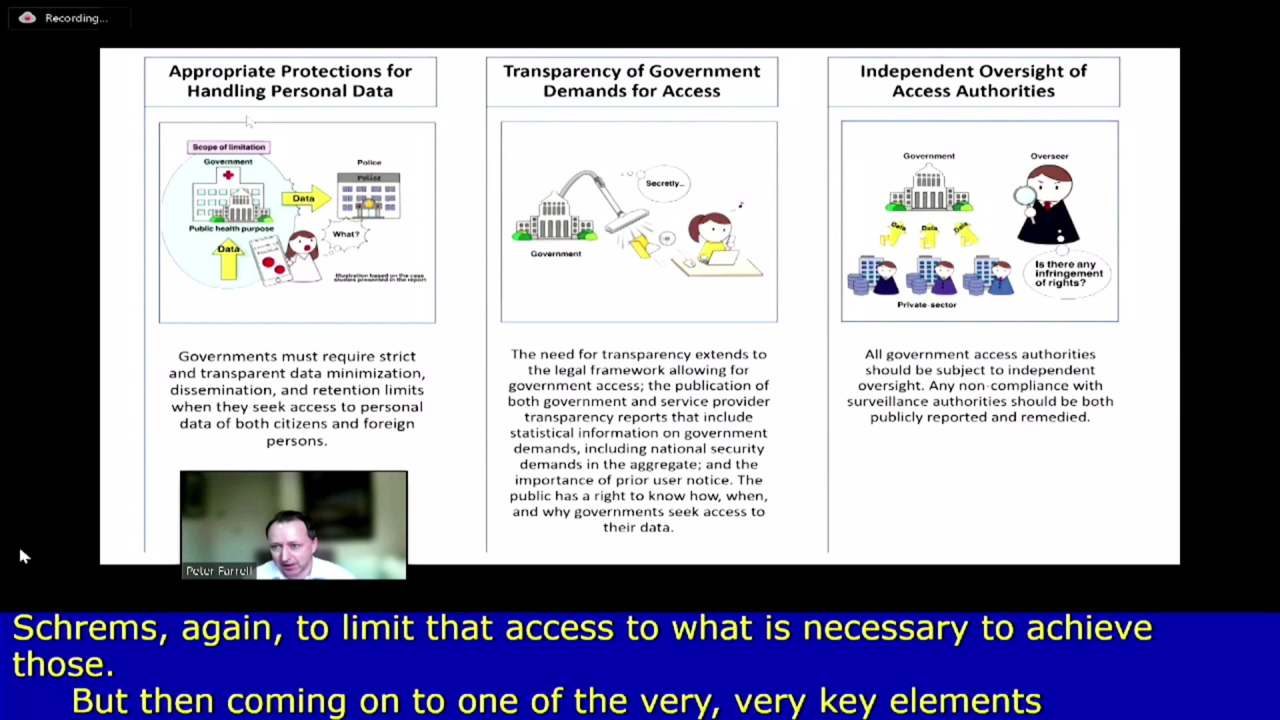 Recording...
Appropriate Protections for
Handling Personal Data
Scope of limitation
Government
Police
Police
Data
Public health purpose
What?
Data
Illustration based on the case
studies presented in the report
Governments must require strict
and transparent data minimization,
dissemination, and retention limits
when they seek access to personal
data of both citizens and foreign
persons.
Transparency of Government
Demands for Access
Secretly...
Government
The need for transparency extends to
the legal framework allowing for
government access; the publication of
both government and service provider
transparency reports that include
statistical information on government
demands, including national security
demands in the aggregate; and the
importance of prior user notice. The
public has a right to know how, when,
and why governments seek access to
their data.
Independent Oversight of
Access Authorities
Government
Overseer
Data
Data
Data
Is there any
infringement
of rights?
Private-sector
All government access authorities
should be subject to independent
oversight. Any non-compliance with
surveillance authorities should be both
publicly reported and remedied.
Peter Farrell
Schrems, again, to limit that access to what is necessary to achieve
those.
But then coming on to one of the very, very key elements